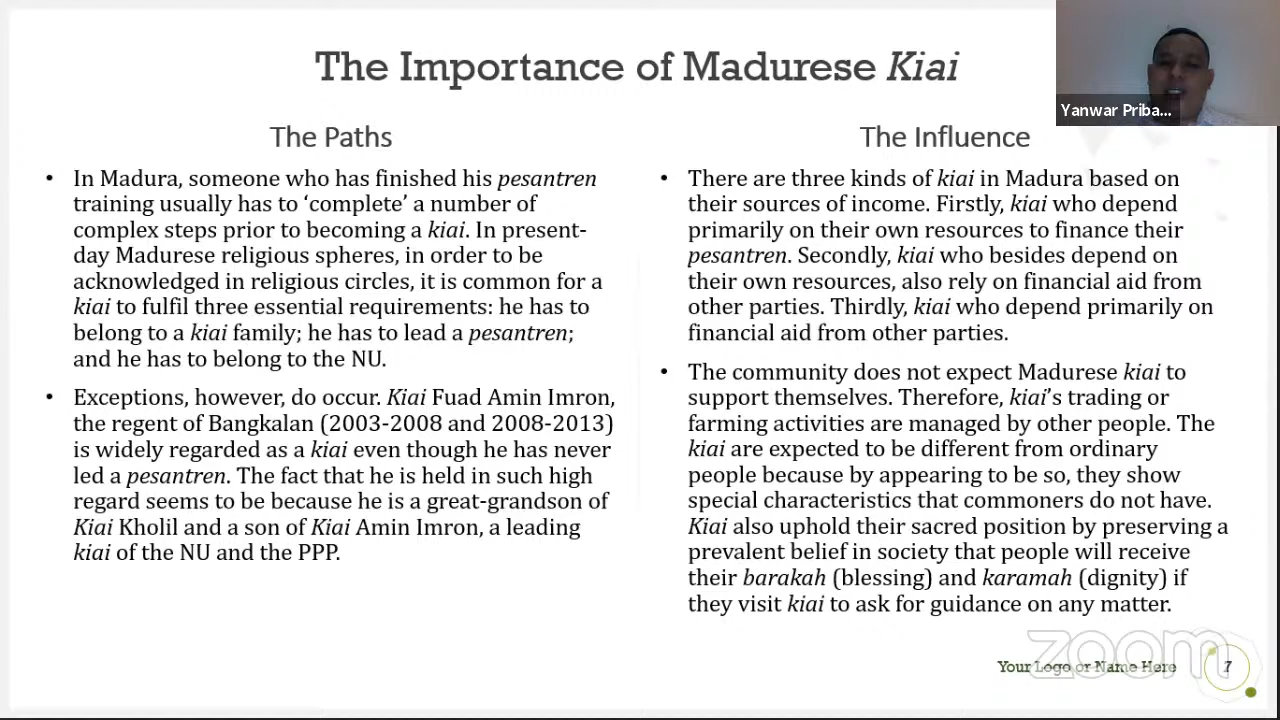 The Importance of Madurese Kiai
Yanwar Priba...
The Paths
• In Madura, someone who has finished his pesantren
training usually has to ‘complete’ a number of
complex steps prior to becoming a kiai. In present-
day Madurese religious spheres, in order to be
acknowledged in religious circles, it is common for a
kiai to fulfil three essential requirements: he has to
belong to a kiai family; he has to lead a pesantren;
and he has to belong to the NU.
• Exceptions, however, do occur. Kiai Fuad Amin Imron,
the regent of Bangkalan (2003-2008 and 2008-2013)
is widely regarded as a kiai even though he has never
led a pesantren. The fact that he is held in such high
regard seems to be because he is a great-grandson of
Kiai Kholil and a son of Kiai Amin Imron, a leading
kiai of the NU and the PPP.
The Influence
• There are three kinds of kiai in Madura based on
their sources of income. Firstly, kiai who depend
primarily on their own resources to finance their
pesantren. Secondly, kiai who besides depend on
their own resources, also rely on financial aid from
other parties. Thirdly, kiai who depend primarily on
financial aid from other parties.
• The community does not expect Madurese kiai to
support themselves. Therefore, kiai’s trading or
farming activities are managed by other people. The
kiai are expected to be different from ordinary
people because by appearing to be so, they show
special characteristics that commoners do not have.
Kiai also uphold their sacred position by preserving a
prevalent belief in society that people will receive
their barakah (blessing) and karamah (dignity) if
they visit kiai to ask for guidance on any matter.
zoom
Your Logo or Name Here
7